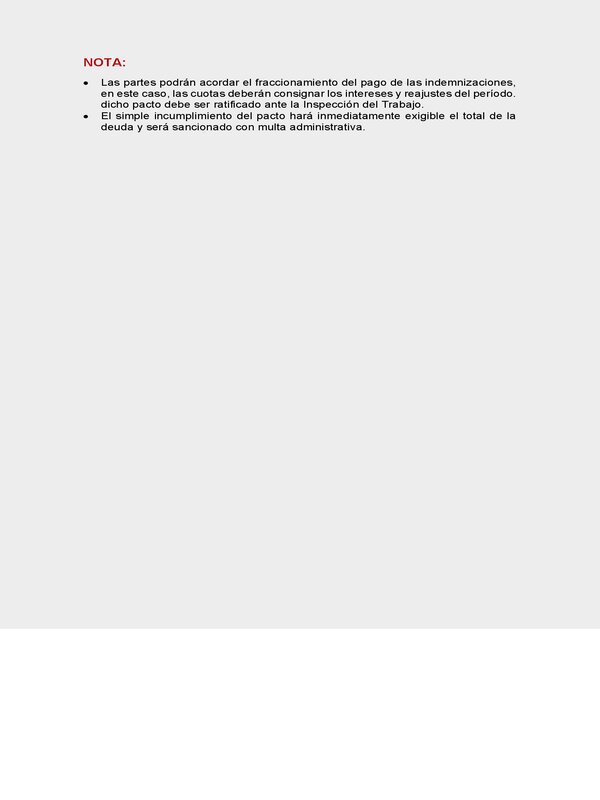 NOTA:
• Las partes podrán acordar el fraccionamiento del pago de las indemnizaciones,
en este caso, las cuotas deberán consignar los intereses y reajustes del período.
dicho pacto debe ser ratificado ante la Inspección del Trabajo.
• El simple incumplimiento del pacto hará inmediatamente exigible el total de la
deuda y será sancionado con multa administrativa.